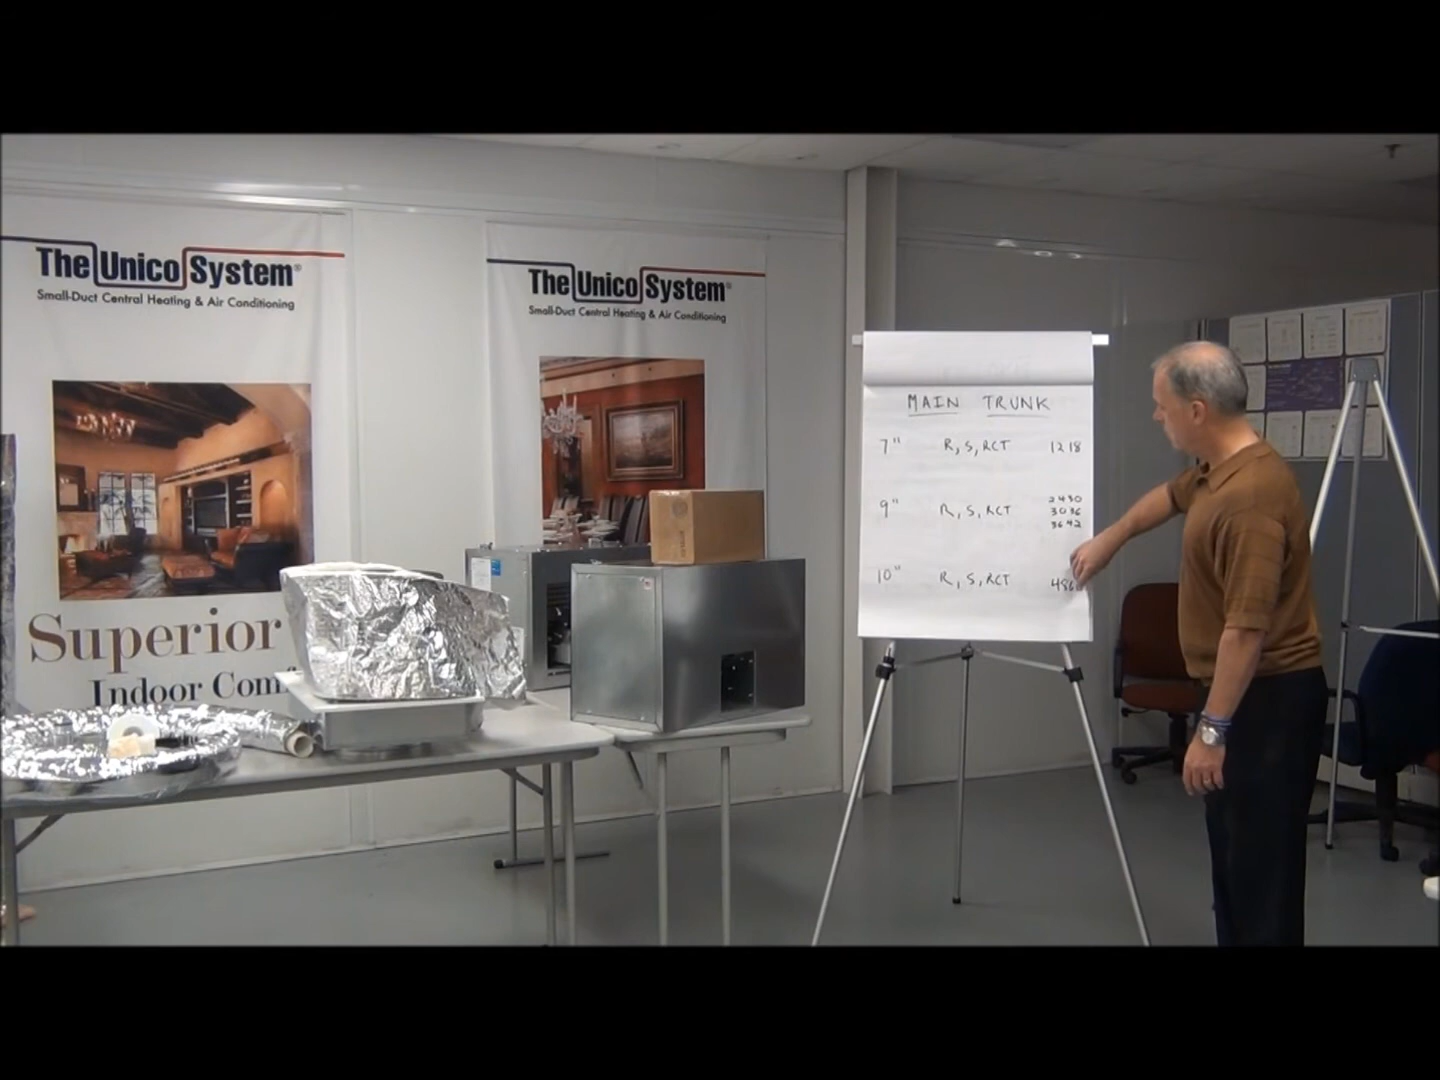 The Unico System®
Small-Duct Central Heating & Air Conditioning
Superior
Indoor
The Unico System®
Small-Duct Central Heating & Air Conditioning
MAIN TRUNK
7" R, S, RCT 1218
9" R, S, RCT 2430
3036
3642
10" R, S, RCT